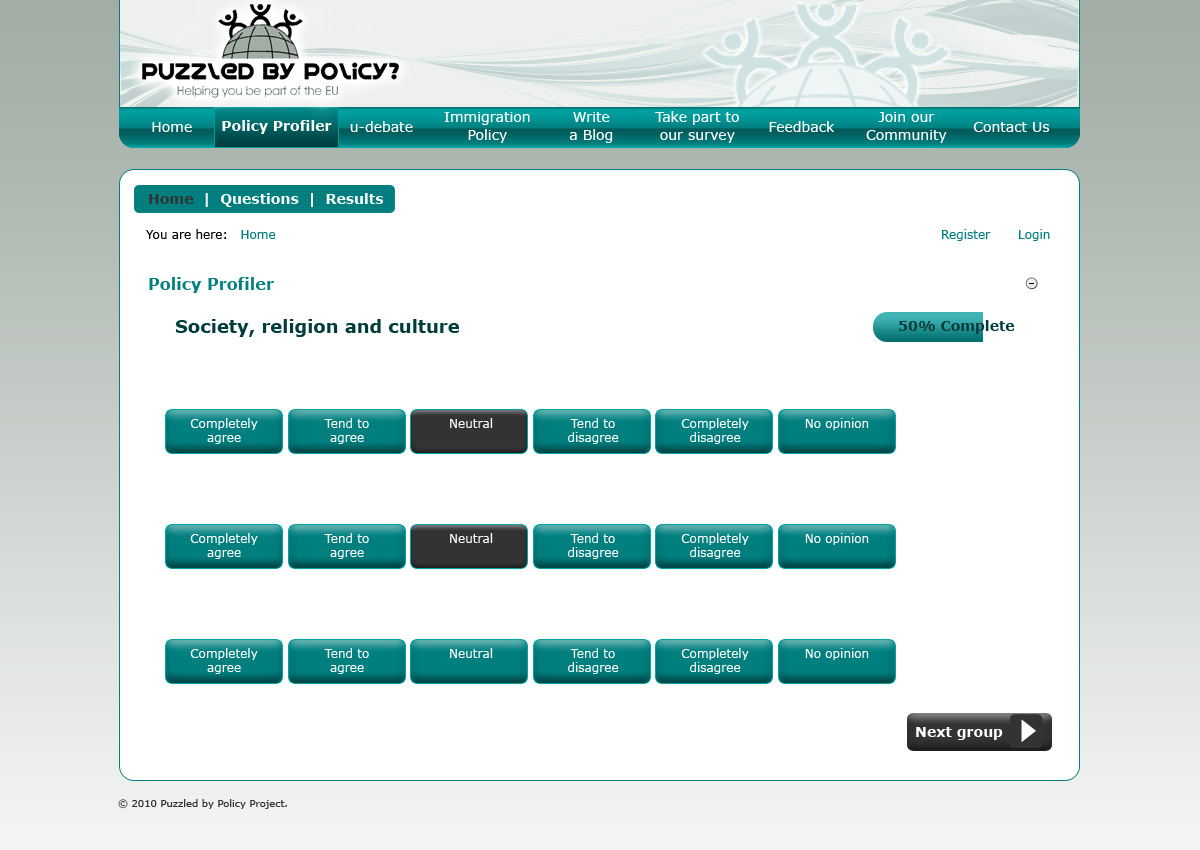 PUZZLED BY POLICY?
Helping you be part of the EU
Home
Policy Profiler
u-debate
Immigration
Policy
Write
a Blog
Take part to
our survey
Feedback
Join our
Community
Contact Us
Home | Questions | Results
You are here: Home
Register
Login
Policy Profiler
Society, religion and culture
50% Complete
Completely
agree
Tend to
agree
Neutral
Tend to
disagree
Completely
disagree
No opinion
Completely
agree
Tend to
agree
Neutral
Tend to
disagree
Completely
disagree
No opinion
Completely
agree
Tend to
agree
Neutral
Tend to
disagree
Completely
disagree
No opinion
Next group
© 2010 Puzzled by Policy Project.